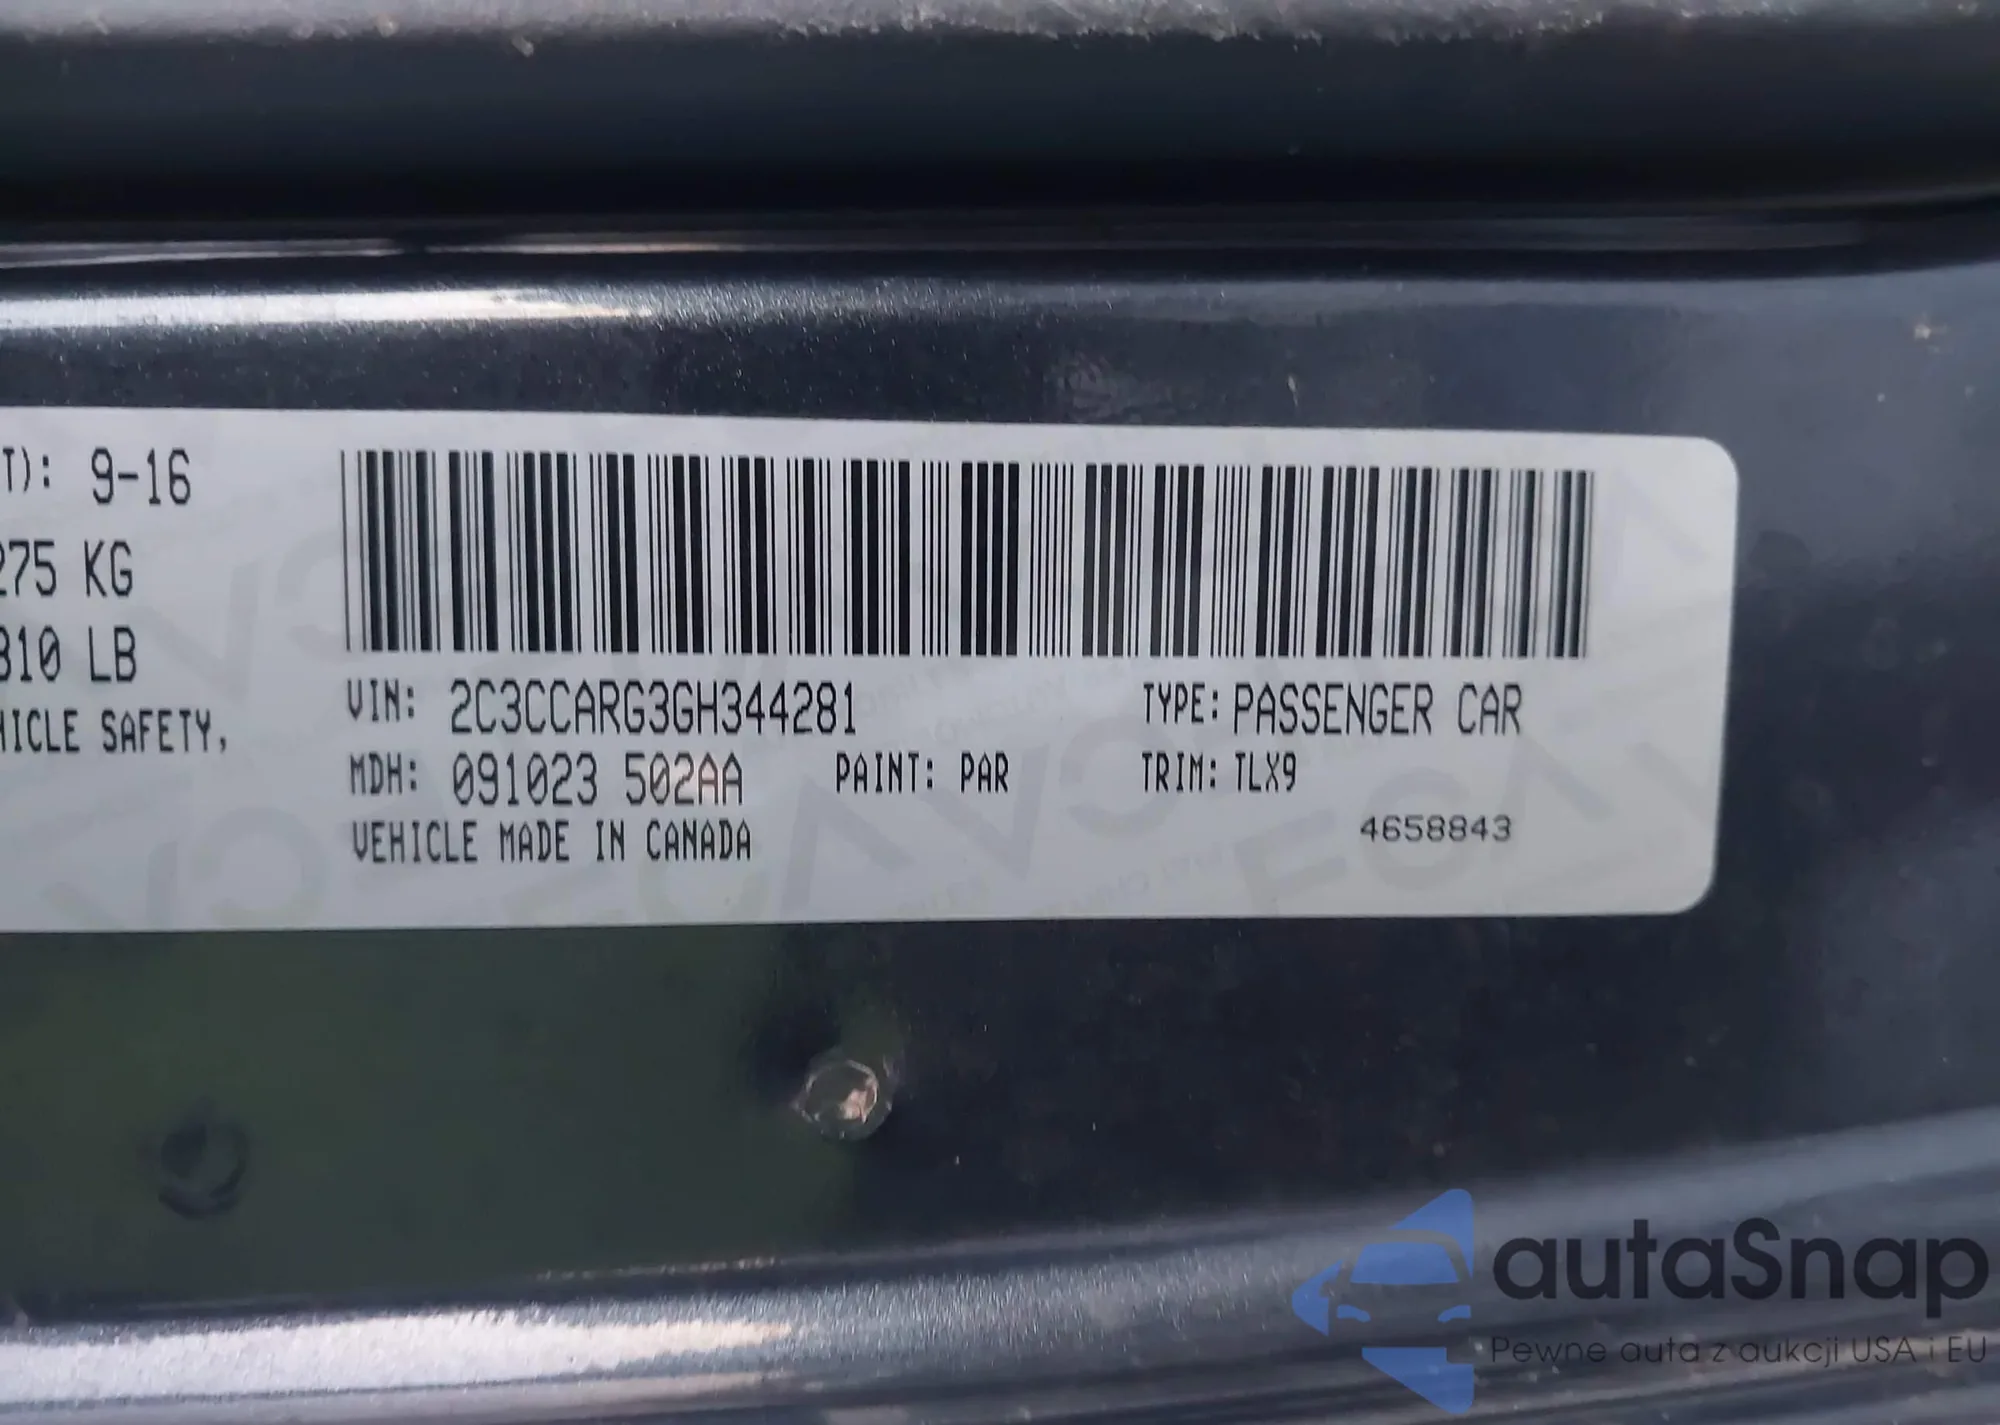 T): 9-16
275 KG
310 LB
HICLE SAFETY,
VIN: 2C3CCARG3GH344281
TYPE: PASSENGER CAR
MDH: 091023 502AA
PAINT: PAR
TRIM: TLX9
VEHICLE MADE IN CANADA
4658843
autaSnap
Pewne auta z aukcji USA i EU